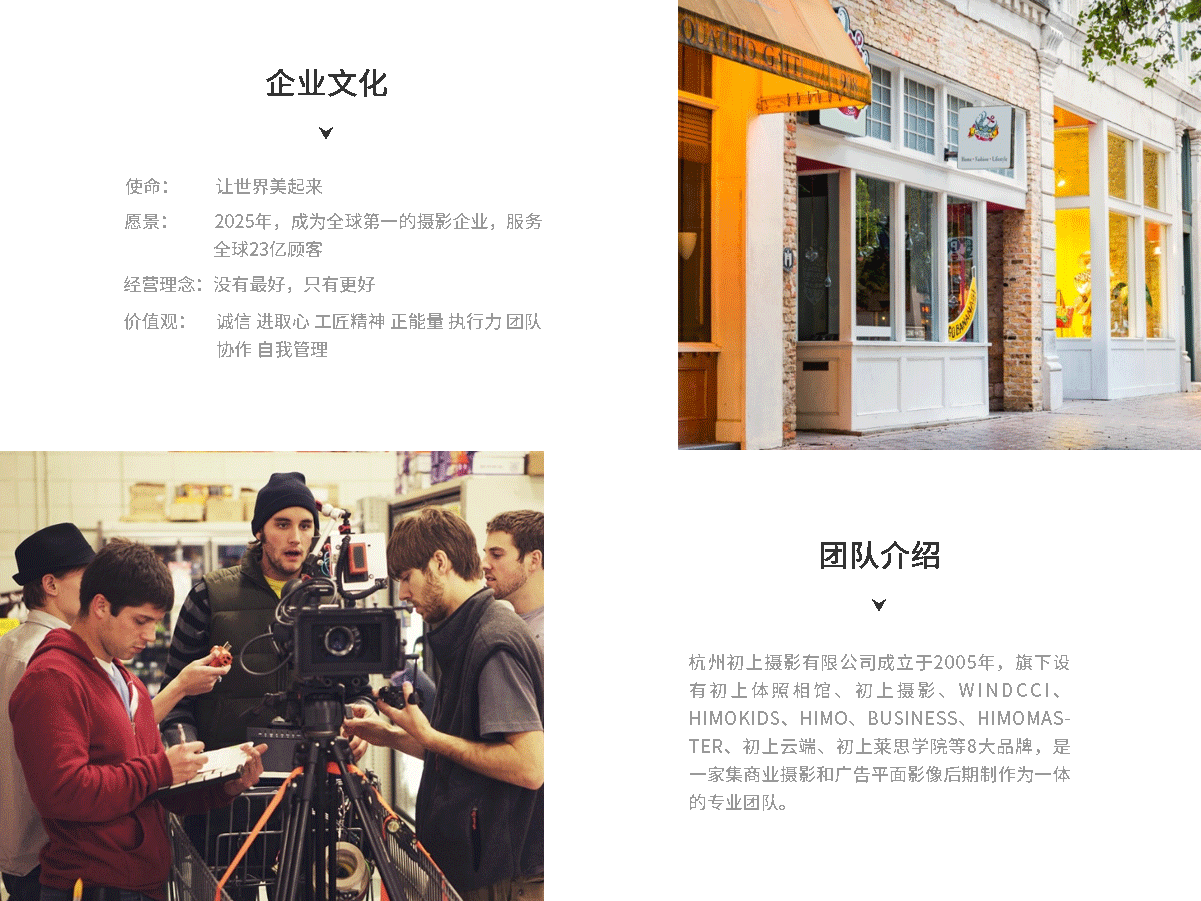 企业文化
使命： 让世界美起来
愿景： 2025年，成为全球第一的摄影企业，服务
全球23亿顾客
经营理念：没有最好，只有更好
价值观： 诚信 进取心 工匠精神 正能量 执行力 团队
协作 自我管理
团队介绍
杭州初上摄影有限公司成立于2005年，旗下设
有初上体照相馆、初上摄影、WINDCCI、
HIMOKIDS、HIMO、BUSINESS、HIMOMAS-
TER、初上云端、初上莱思学院等8大品牌，是
一家集商业摄影和广告平面影像后期制作为一体
的专业团队。